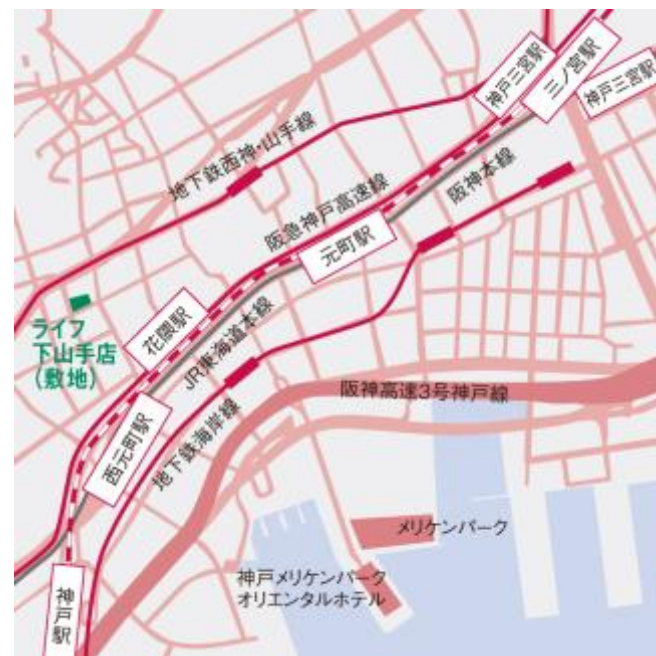 神戸三宮駅
三ノ宮駅
神戸三宮駅
地下鉄西神・山手線
阪急神戸高速線
阪神本線
元町駅
ライフ
下山手店
(敷地)
花隈駅
JR東海道本線
阪神高速3号神戸線
西元町駅
地下鉄海岸線
メリケンパーク
神戸メリケンパーク
オリエンタルホテル
神戸駅